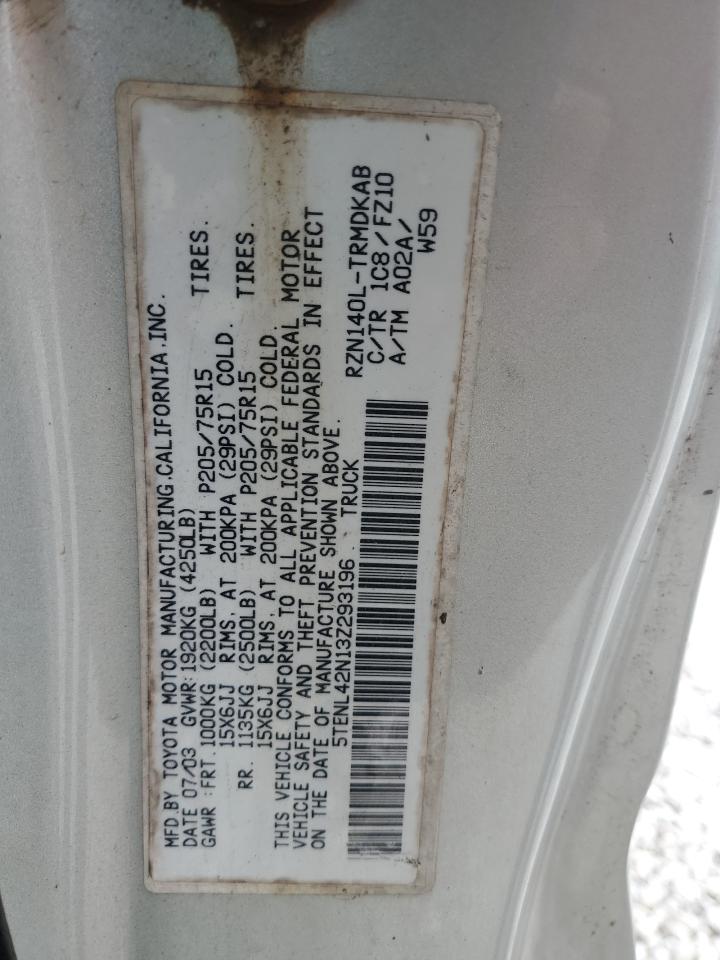 MFD.BY TOYOTA MOTOR MANUFACTURING.CALIFORNIA.INC.
DATE 07/03 GVWR:1920KG (4250LB)
GAWR:FRT.1000KG (2200LB) WITH P205/75R15 TIRES.
15X6JJ RIMS, AT 200KPA (29PSI) COLD.
RR. 1135KG (2500LB) WITH P205/75R15 TIRES.
15X6JJ RIMS, AT 200KPA (29PSI) COLD.
THIS VEHICLE CONFORMS TO ALL APPLICABLE FEDERAL MOTOR
VEHICLE SAFETY AND THEFT PREVENTION STANDARDS IN EFFECT
ON THE DATE OF MANUFACTURE SHOWN ABOVE.
5TENL42N13Z293196 . TRUCK
RZN140L-TRMDKAB
C/TR 1C8/FZ10
A/TM A02A/
W59